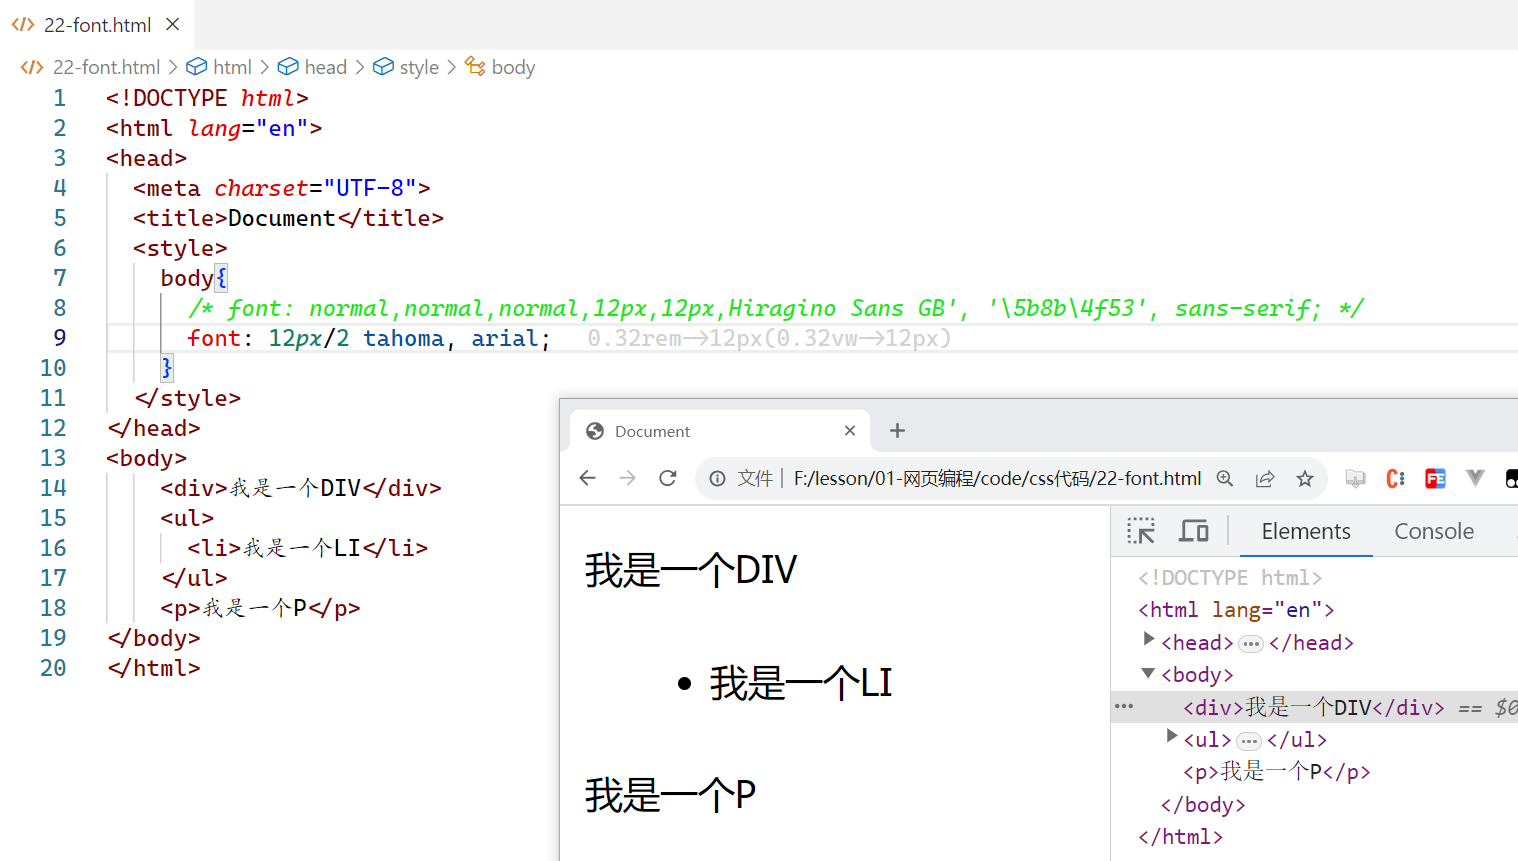 22-font.html
22-font.html > html > head > style > body
1 <!DOCTYPE html>
2 <html lang="en">
3 <head>
4 <meta charset="UTF-8">
5 <title>Document</title>
6 <style>
7 body{
8 /* font: normal,normal,normal,12px,12px,Hiragino Sans GB', '\5b8b\4f53', sans-serif; */
9 font: 12px/2 tahoma, arial; 0.32rem->12px(0.32vw->12px)
10 }
11 </style>
12 </head>
13 <body>
14 <div>我是一个DIV</div>
15 <ul>
16 <li>我是一个LI</li>
17 </ul>
18 <p>我是一个P</p>
19 </body>
20 </html>
Document
文件 | F:/lesson/01-网页编程/code/css代码/22-font.html
我是一个DIV
• 我是一个LI
我是一个P
Elements Console
<!DOCTYPE html>
<html lang="en">
<head>…</head>
<body>
<div>我是一个DIV</div> == $0
<ul>…</ul>
<p>我是一个P</p>
</body>
</html>